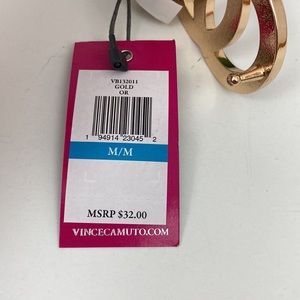 VB132011
GOLD
OR
1 94914 23045 2
M/M
MSRP $32.00
VINCECAMUTO.COM